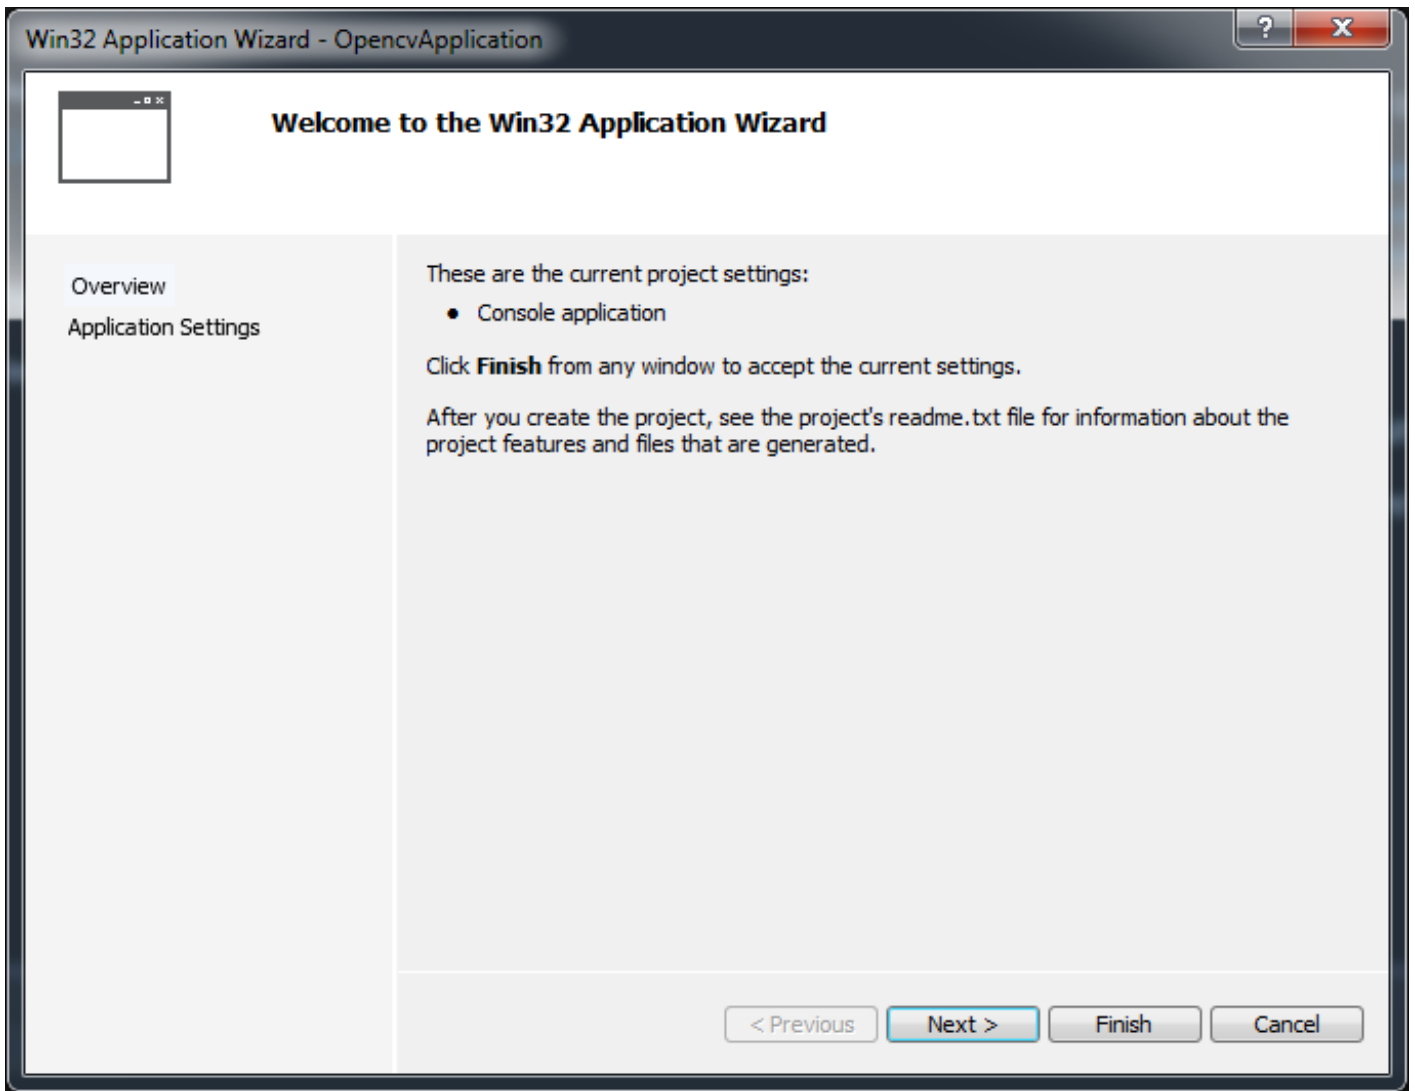 Win32 Application Wizard - OpencvApplication
?
X
Welcome to the Win32 Application Wizard
Overview
Application Settings
These are the current project settings:
• Console application
Click Finish from any window to accept the current settings.
After you create the project, see the project's readme.txt file for information about the
project features and files that are generated.
< Previous
Next >
Finish
Cancel